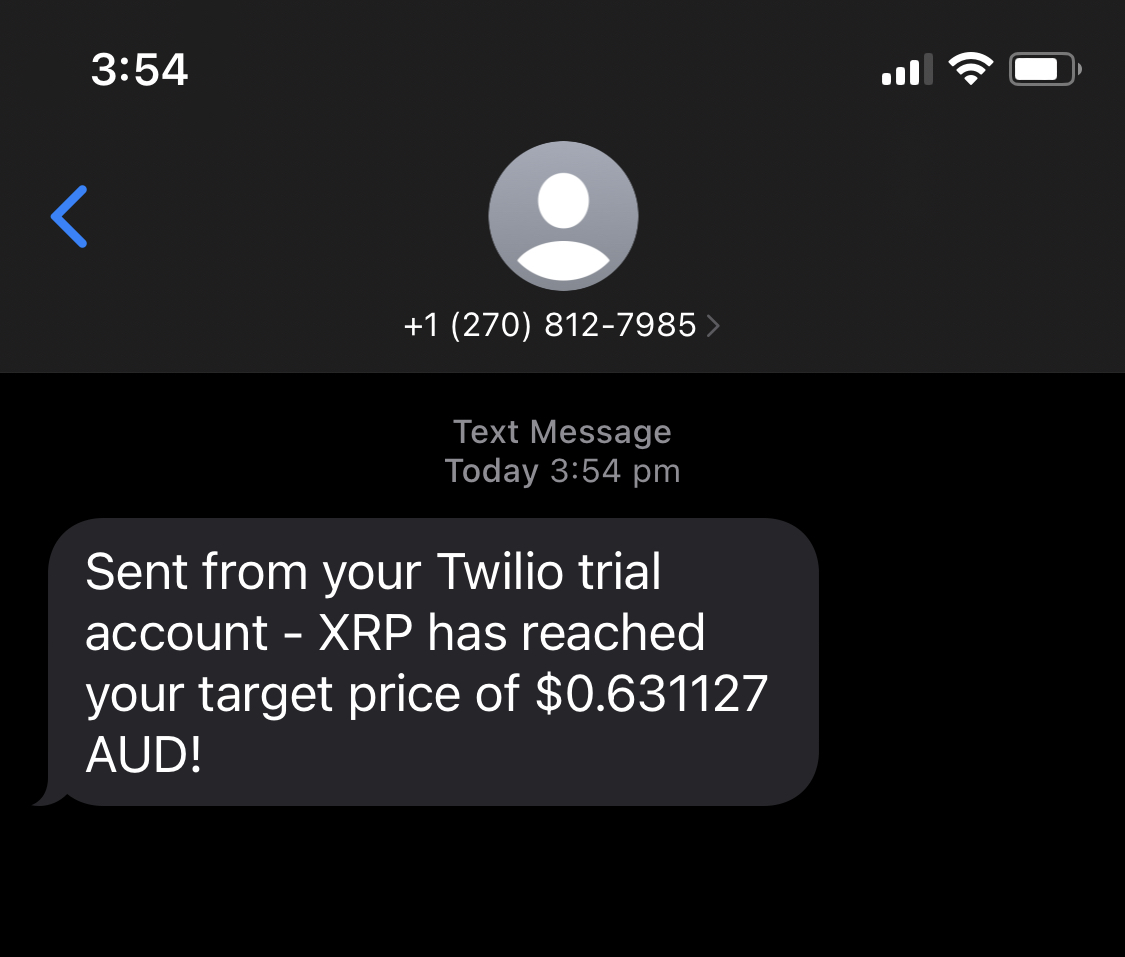 3:54
+1 (270) 812-7985
Text Message
Today 3:54 pm
Sent from your Twilio trial
account - XRP has reached
your target price of $0.631127
AUD!